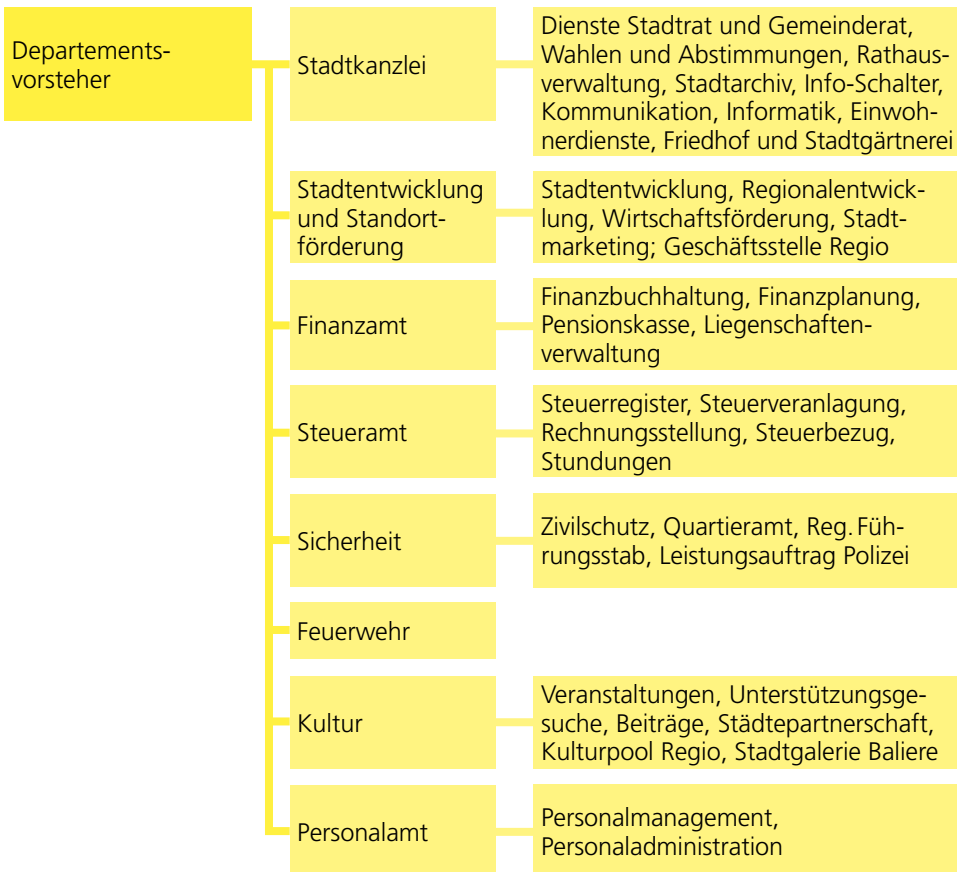 Departements-
vorsteher
Stadtkanzlei
Dienste Stadtrat und Gemeinderat,
Wahlen und Abstimmungen, Rathaus-
verwaltung, Stadtarchiv, Info-Schalter,
Kommunikation, Informatik, Einwoh-
nerdienste, Friedhof und Stadtgärtnerei
Stadtentwicklung
und Standort-
förderung
Stadtentwicklung, Regionalentwick-
lung, Wirtschaftsförderung, Stadt-
marketing; Geschäftsstelle Regio
Finanzamt
Finanzbuchhaltung, Finanzplanung,
Pensionskasse, Liegenschaften-
verwaltung
Steueramt
Steuerregister, Steuerveranlagung,
Rechnungsstellung, Steuerbezug,
Stundungen
Sicherheit
Zivilschutz, Quartieramt, Reg. Füh-
rungsstab, Leistungsauftrag Polizei
Feuerwehr
Kultur
Veranstaltungen, Unterstützungsge-
suche, Beiträge, Städtepartnerschaft,
Kulturpool Regio, Stadtgalerie Baliere
Personalamt
Personalmanagement,
Personaladministration